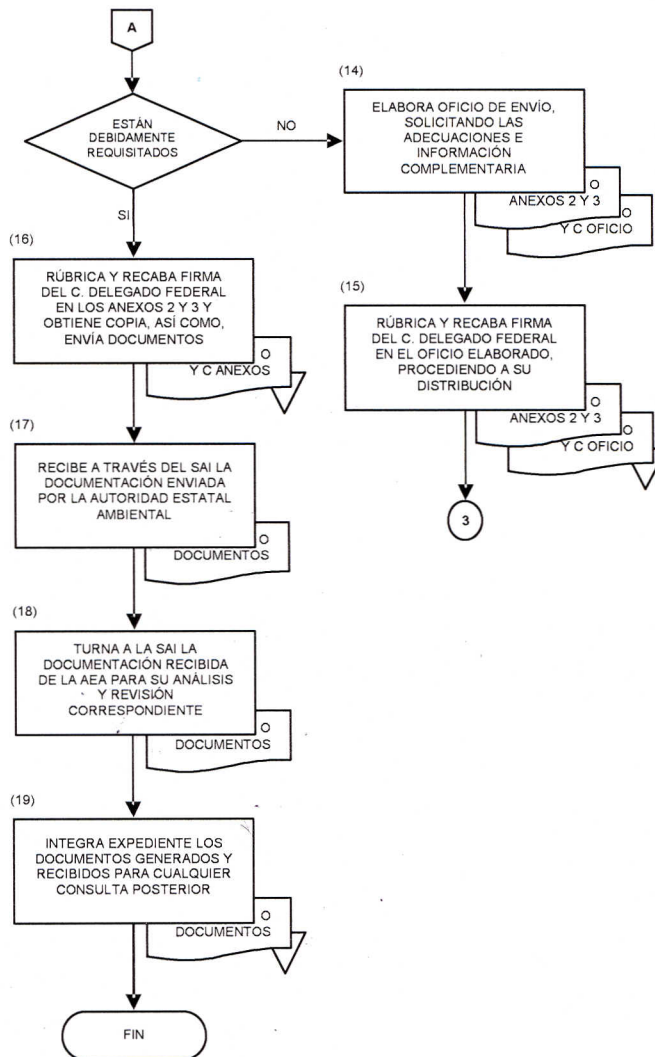 A
ESTÁN
DEBIDAMENTE
REQUISITADOS
NO
SI
(14)
ELABORA OFICIO DE ENVÍO,
SOLICITANDO LAS
ADECUACIONES E
INFORMACIÓN
COMPLEMENTARIA
O
ANEXOS 2 Y 3
O
Y C OFICIO
(15)
RÚBRICA Y RECABA FIRMA
DEL C. DELEGADO FEDERAL
EN EL OFICIO ELABORADO,
PROCEDIENDO A SU
DISTRIBUCIÓN
O
ANEXOS 2 Y 3
O
Y C OFICIO
3
(16)
RÚBRICA Y RECABA FIRMA
DEL C. DELEGADO FEDERAL
EN LOS ANEXOS 2 Y 3 Y
OBTIENE COPIA, ASÍ COMO,
ENVÍA DOCUMENTOS
O
Y C ANEXOS
(17)
RECIBE A TRAVÉS DEL SAI LA
DOCUMENTACIÓN ENVIADA
POR LA AUTORIDAD ESTATAL
AMBIENTAL
O
DOCUMENTOS
(18)
TURNA A LA SAI LA
DOCUMENTACIÓN RECIBIDA
DE LA AEA PARA SU ANÁLISIS
Y REVISIÓN
CORRESPONDIENTE
O
DOCUMENTOS
(19)
INTEGRA EXPEDIENTE LOS
DOCUMENTOS GENERADOS Y
RECIBIDOS PARA CUALQUIER
CONSULTA POSTERIOR
O
DOCUMENTOS
FIN